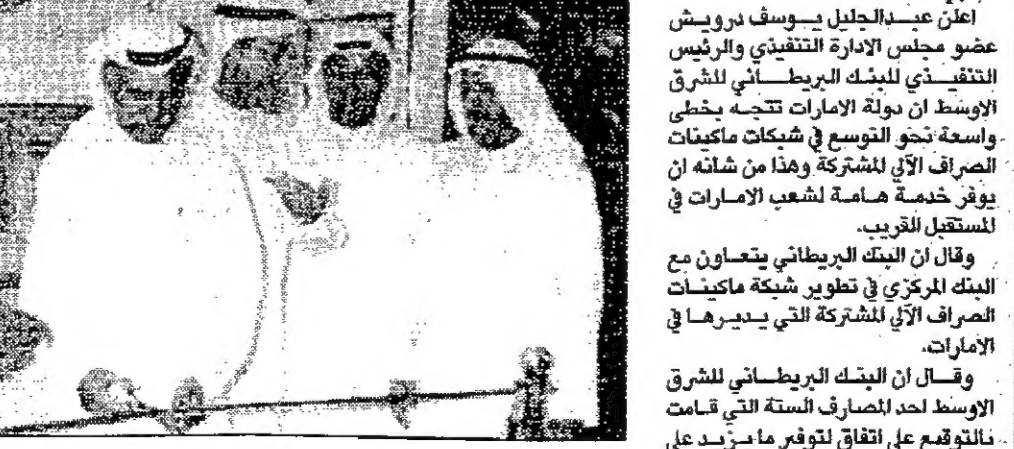 اعلن عبدالجليل يوسف درويش
عضو مجلس الادارة التنفيذي والرئيس
التنفيذي للبنك البريطاني للشرق
الاوسط ان دولة الامارات تتجه بخطى
واسعة نحو التوسع في شبكات ماكينات
الصراف الآلي المشتركة وهذا من شأنه ان
يوفر خدمة هامة لشعب الامارات في
المستقبل القريب.
وقال ان البنك البريطاني يتعاون مع
البنك المركزي في تطوير شبكة ماكينات
الصراف الآلي المشتركة التي يديرها في
الامارات.
وقال ان البنك البريطاني للشرق
الاوسط احد المصارف الستة التي قامت
بالتوقيع على اتفاق لتوفير ما يزيد على